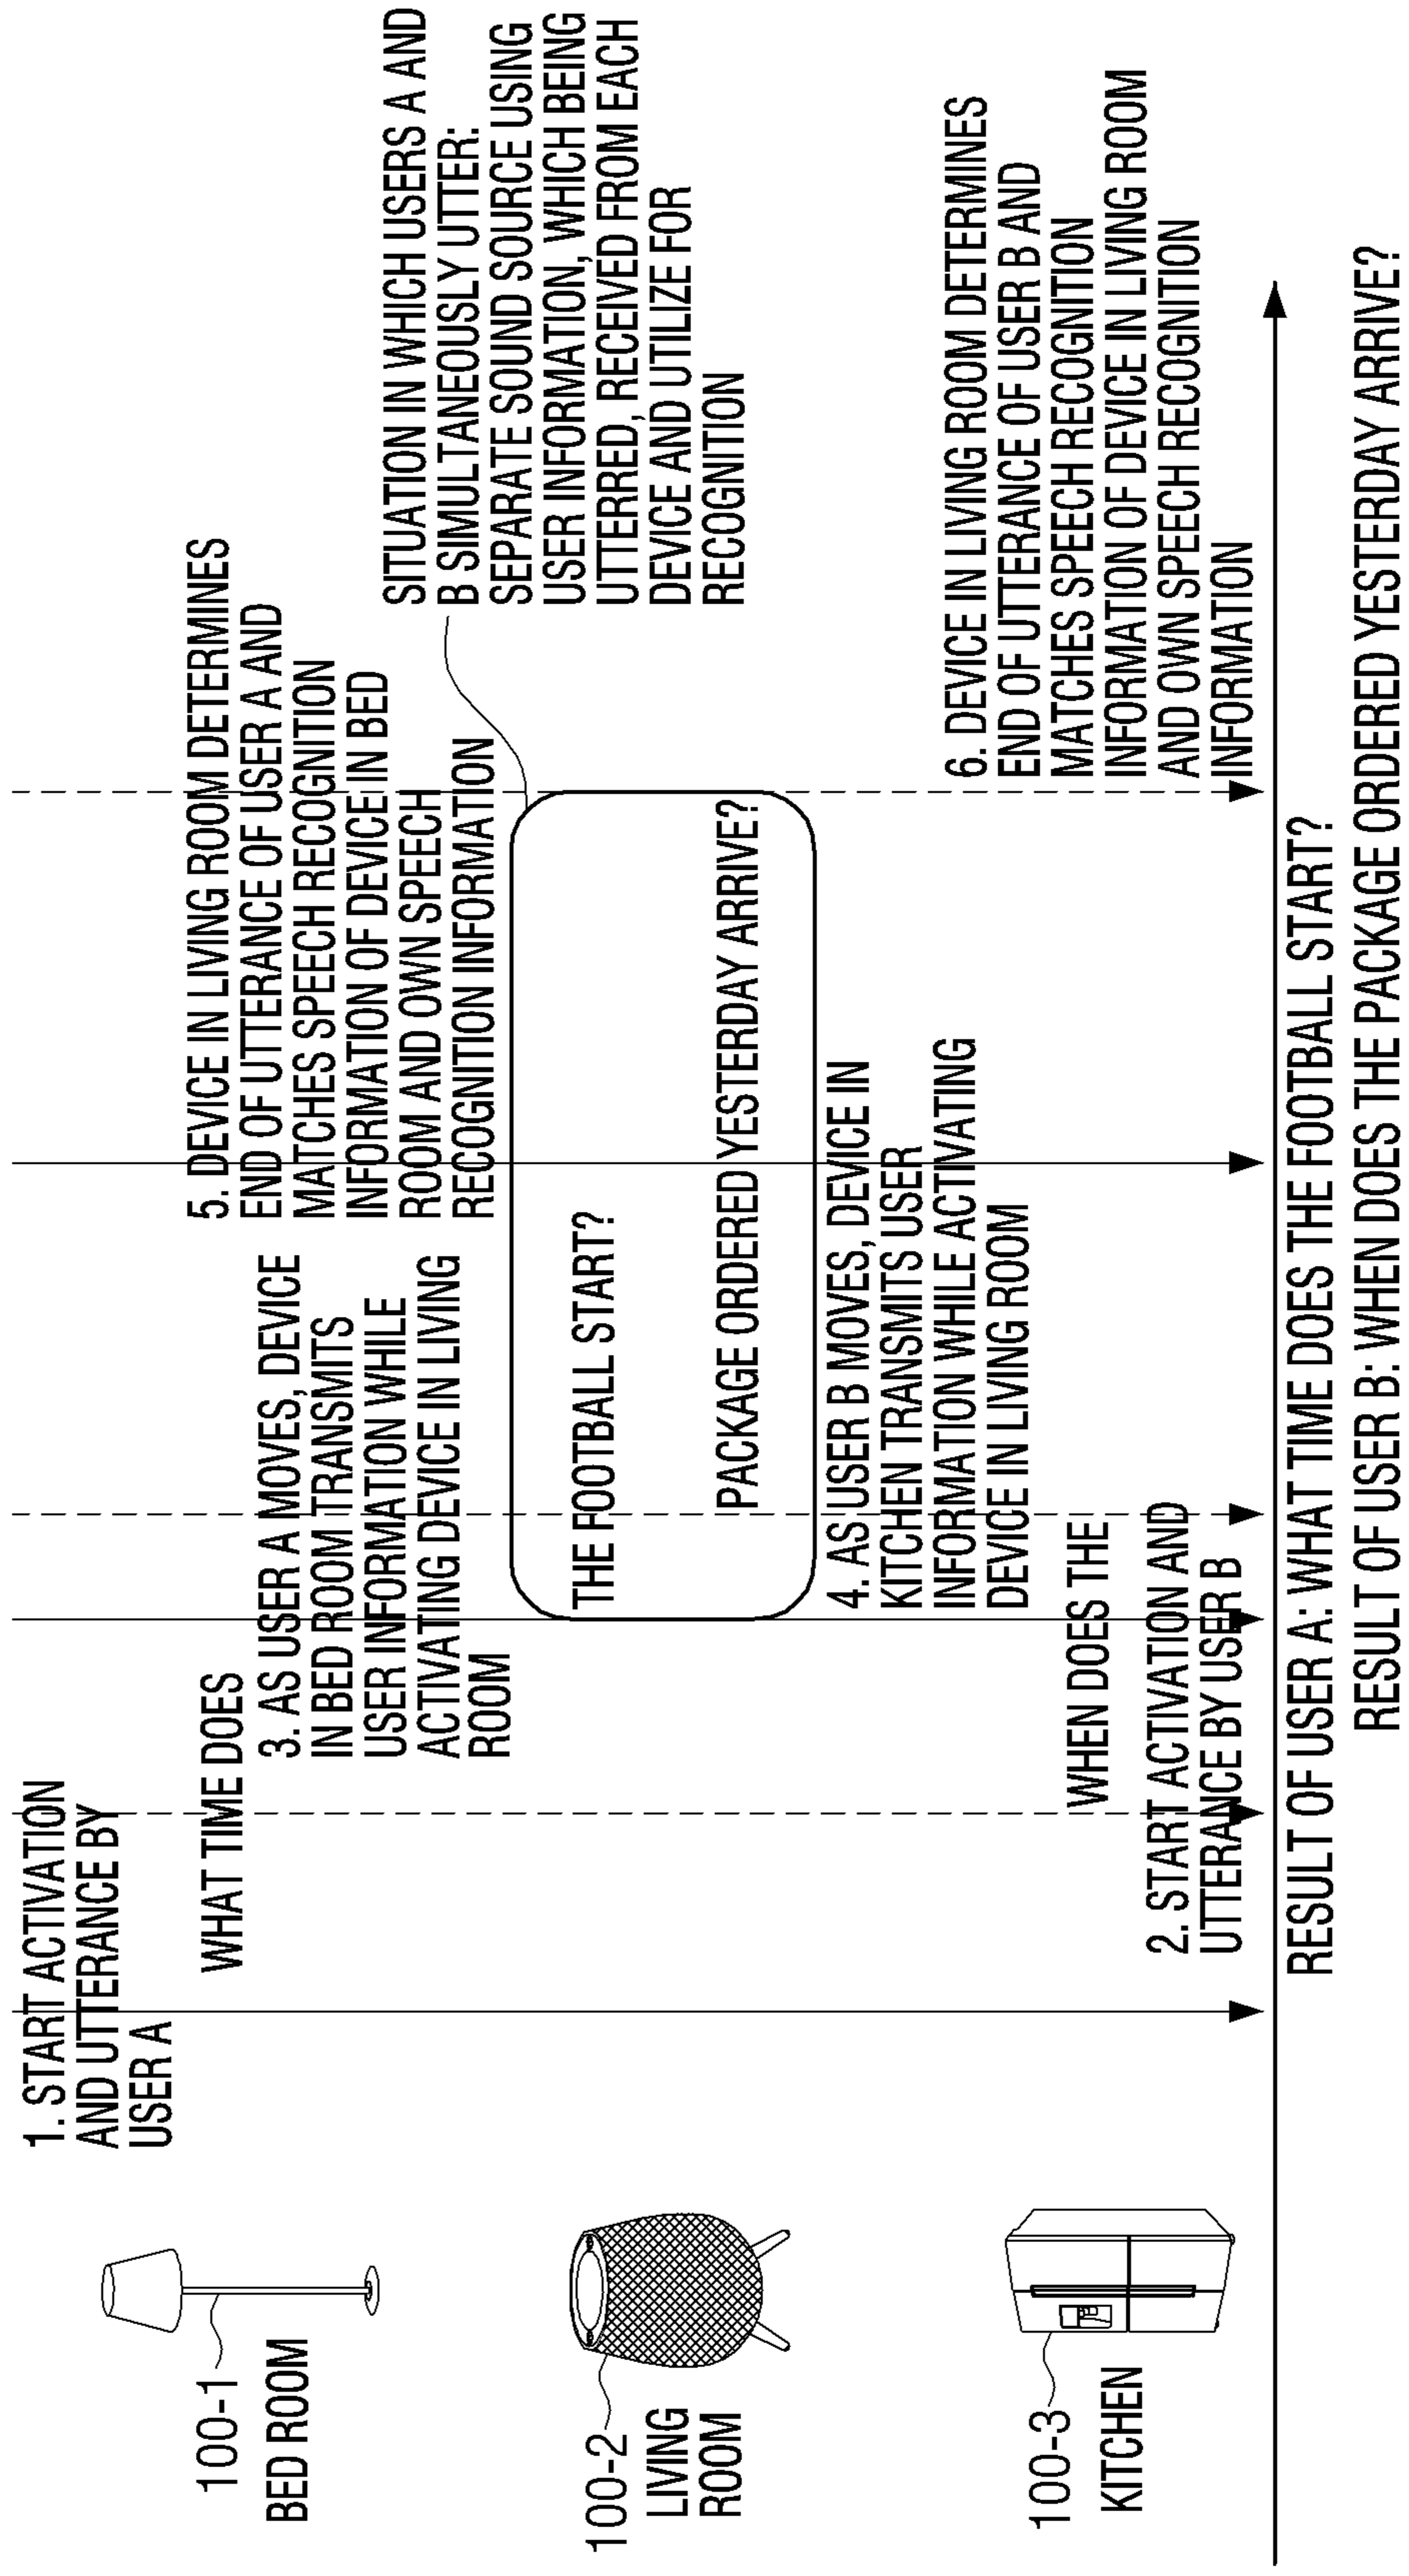 1. START ACTIVATION
AND UTTERANCE BY
USER A
100-1
BED ROOM
WHAT TIME DOES
3. AS USER A MOVES, DEVICE
IN BED ROOM TRANSMITS
USER INFORMATION WHILE
ACTIVATING DEVICE IN LIVING
ROOM
5. DEVICE IN LIVING ROOM DETERMINES
END OF UTTERANCE OF USER A AND
MATCHES SPEECH RECOGNITION
INFORMATION OF DEVICE IN BED
ROOM AND OWN SPEECH
RECOGNITION INFORMATION
SITUATION IN WHICH USERS A AND
B SIMULTANEOUSLY UTTER:
SEPARATE SOUND SOURCE USING
USER INFORMATION, WHICH BEING
UTTERRED, RECEIVED FROM EACH
DEVICE AND UTILIZE FOR
RECOGNITION
100-2
LIVING
ROOM
THE FOOTBALL START?
PACKAGE ORDERED YESTERDAY ARRIVE?
4. AS USER B MOVES, DEVICE IN
KITCHEN TRANSMITS USER
INFORMATION WHILE ACTIVATING
DEVICE IN LIVING ROOM
6. DEVICE IN LIVING ROOM DETERMINES
END OF UTTERANCE OF USER B AND
MATCHES SPEECH RECOGNITION
INFORMATION OF DEVICE IN LIVING ROOM
AND OWN SPEECH RECOGNITION
INFORMATION
100-3
KITCHEN
WHEN DOES THE
2. START ACTIVATION AND
UTTERANCE BY USER B
RESULT OF USER A: WHAT TIME DOES THE FOOTBALL START?
RESULT OF USER B: WHEN DOES THE PACKAGE ORDERED YESTERDAY ARRIVE?